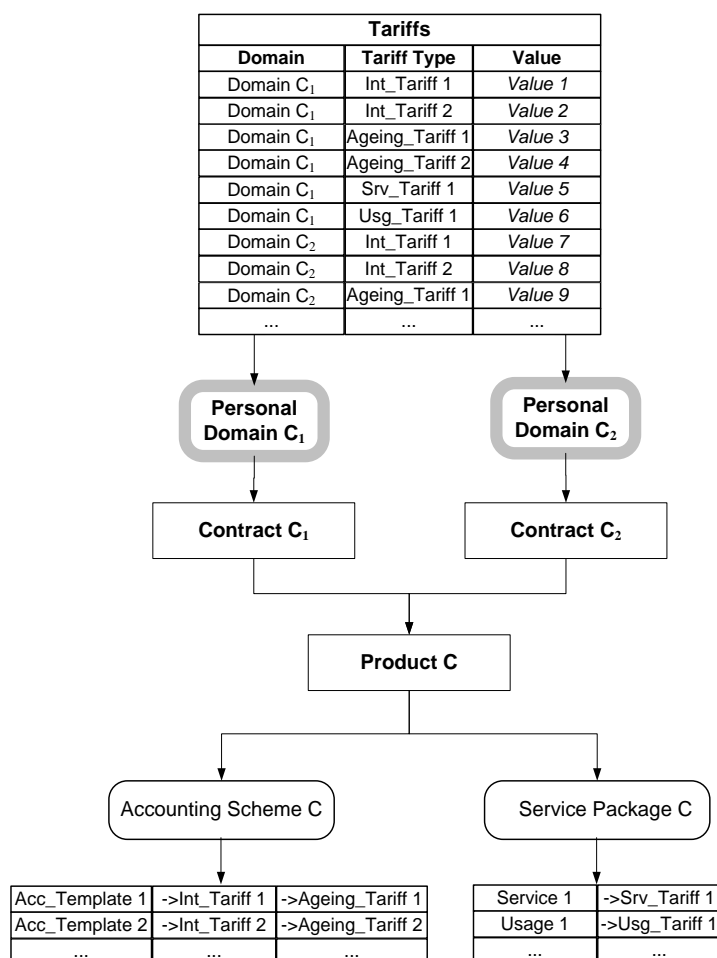 Tariffs
Domain Tariff Type Value
Domain C₁ Int_Tariff 1 Value 1
Domain C₁ Int_Tariff 2 Value 2
Domain C₁ Ageing_Tariff 1 Value 3
Domain C₁ Ageing_Tariff 2 Value 4
Domain C₁ Srv_Tariff 1 Value 5
Domain C₁ Usg_Tariff 1 Value 6
Domain C₂ Int_Tariff 1 Value 7
Domain C₂ Int_Tariff 2 Value 8
Domain C₂ Ageing_Tariff 1 Value 9
... ... ...
Personal
Domain C₁
Personal
Domain C₂
Contract C₁
Contract C₂
Product C
Accounting Scheme C
Service Package C
Acc_Template 1 ->Int_Tariff 1 ->Ageing_Tariff 1
Acc_Template 2 ->Int_Tariff 2 ->Ageing_Tariff 2
... ... ...
Service 1 ->Srv_Tariff 1
Usage 1 ->Usg_Tariff 1
... ...